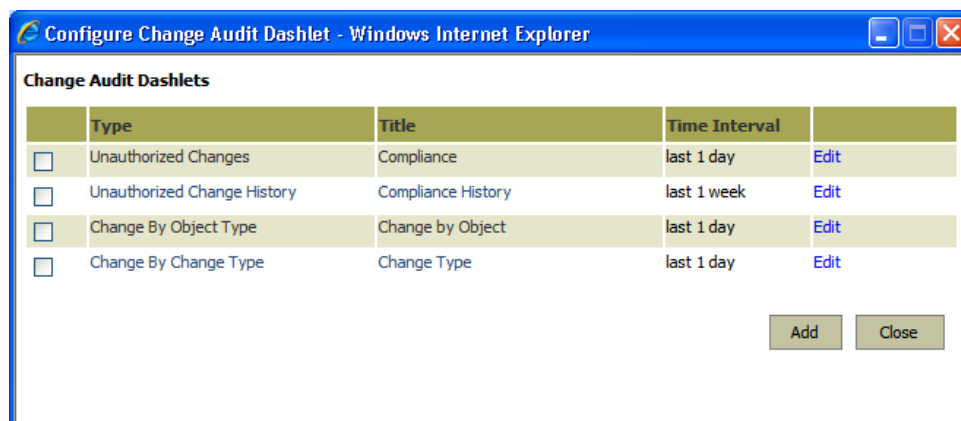 Configure Change Audit Dashlet - Windows Internet Explorer
Change Audit Dashlets
Type Title Time Interval
Unauthorized Changes Compliance last 1 day Edit
Unauthorized Change History Compliance History last 1 week Edit
Change By Object Type Change by Object last 1 day Edit
Change By Change Type Change Type last 1 day Edit
Add Close